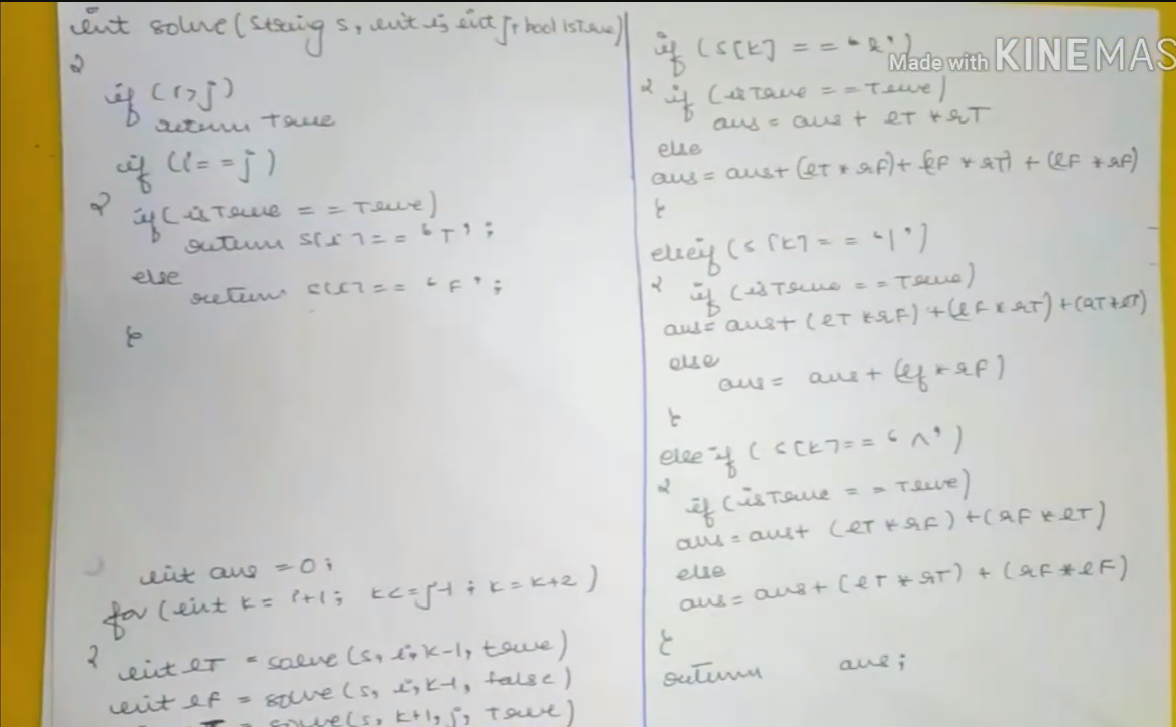 int solve(string s, int i, int j, bool isTrue)
{
if (i>j)
return true
if (i==j)
{
if (isTrue == True)
return s[i] == 'T';
else
return s[i] == 'F';
}
int ans = 0;
for (int k = i+1; k<=j-1; k=k+2)
{
int lT = solve(s, i, k-1, true)
int lF = solve(s, i, k-1, false)
= solve(s, k+1, j, True)
if (s[k] == '&')
{ if (isTrue == True)
ans = ans + lT * rT
else
ans = ans + (lT * rF) + (lF * rT) + (lF * rF)
}
else if (s[k] == '|')
{ if (isTrue == True)
ans = ans + (lT * rF) + (lF * rT) + (rT * lT)
else
ans = ans + (lf * rF)
}
else if (s[k] == '^')
{
if (isTrue == True)
ans = ans + (lT * rF) + (rF * lT)
else
ans = ans + (lT * rT) + (rF * lF)
}
return ans;
Made with KINEMAS